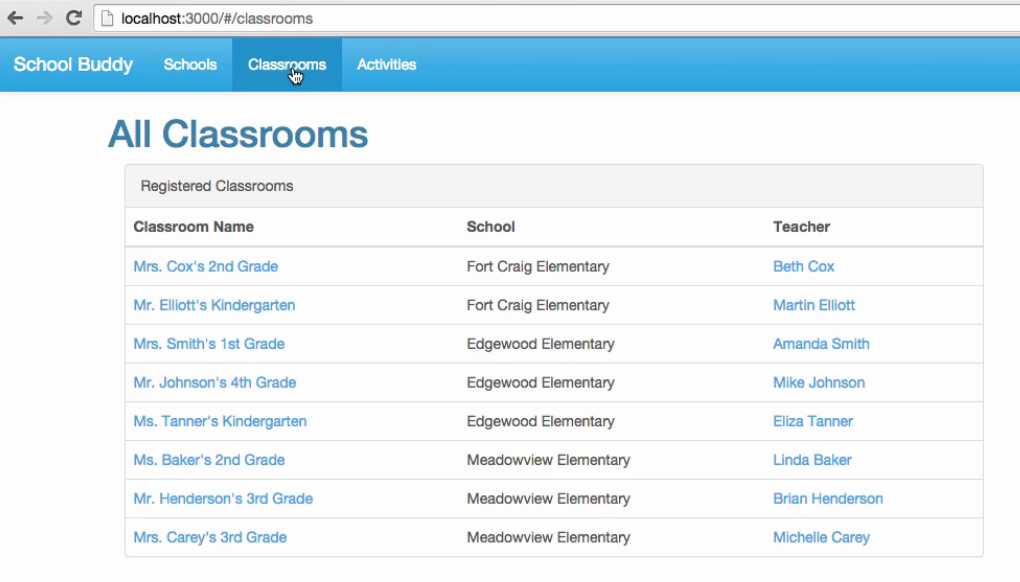 localhost:3000/#/classrooms
School Buddy Schools Classrooms Activities
All Classrooms
Registered Classrooms
Classroom Name School Teacher
Mrs. Cox's 2nd Grade Fort Craig Elementary Beth Cox
Mr. Elliott's Kindergarten Fort Craig Elementary Martin Elliott
Mrs. Smith's 1st Grade Edgewood Elementary Amanda Smith
Mr. Johnson's 4th Grade Edgewood Elementary Mike Johnson
Ms. Tanner's Kindergarten Edgewood Elementary Eliza Tanner
Ms. Baker's 2nd Grade Meadowview Elementary Linda Baker
Mr. Henderson's 3rd Grade Meadowview Elementary Brian Henderson
Mrs. Carey's 3rd Grade Meadowview Elementary Michelle Carey